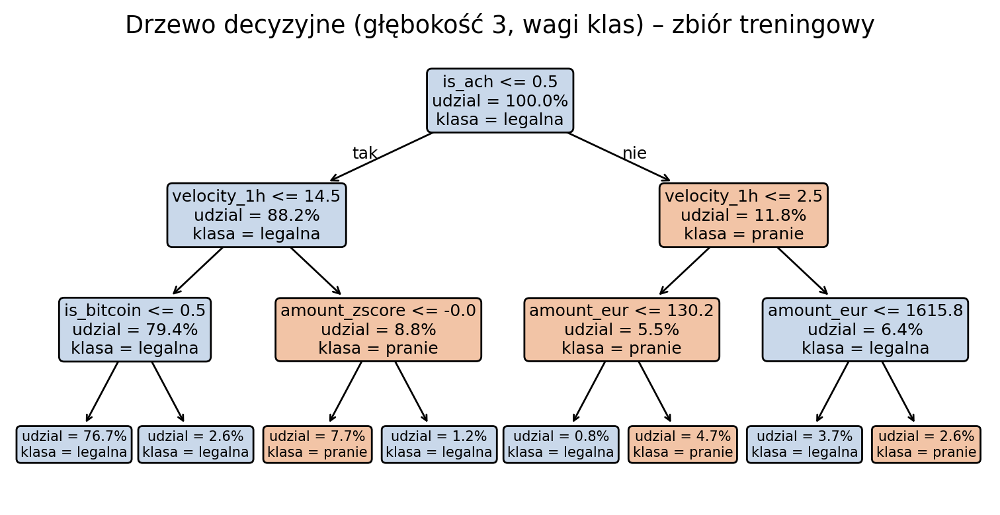 Drzewo decyzyjne (głębokość 3, wagi klas) – zbiór treningowy
is_ach <= 0.5
udzial = 100.0%
klasa = legalna
tak
nie
velocity_1h <= 14.5
udzial = 88.2%
klasa = legalna
velocity_1h <= 2.5
udzial = 11.8%
klasa = pranie
is_bitcoin <= 0.5
udzial = 79.4%
klasa = legalna
amount_zscore <= -0.0
udzial = 8.8%
klasa = pranie
amount_eur <= 130.2
udzial = 5.5%
klasa = pranie
amount_eur <= 1615.8
udzial = 6.4%
klasa = legalna
udzial = 76.7%
klasa = legalna
udzial = 2.6%
klasa = legalna
udzial = 7.7%
klasa = pranie
udzial = 1.2%
klasa = legalna
udzial = 0.8%
klasa = legalna
udzial = 4.7%
klasa = pranie
udzial = 3.7%
klasa = legalna
udzial = 2.6%
klasa = pranie